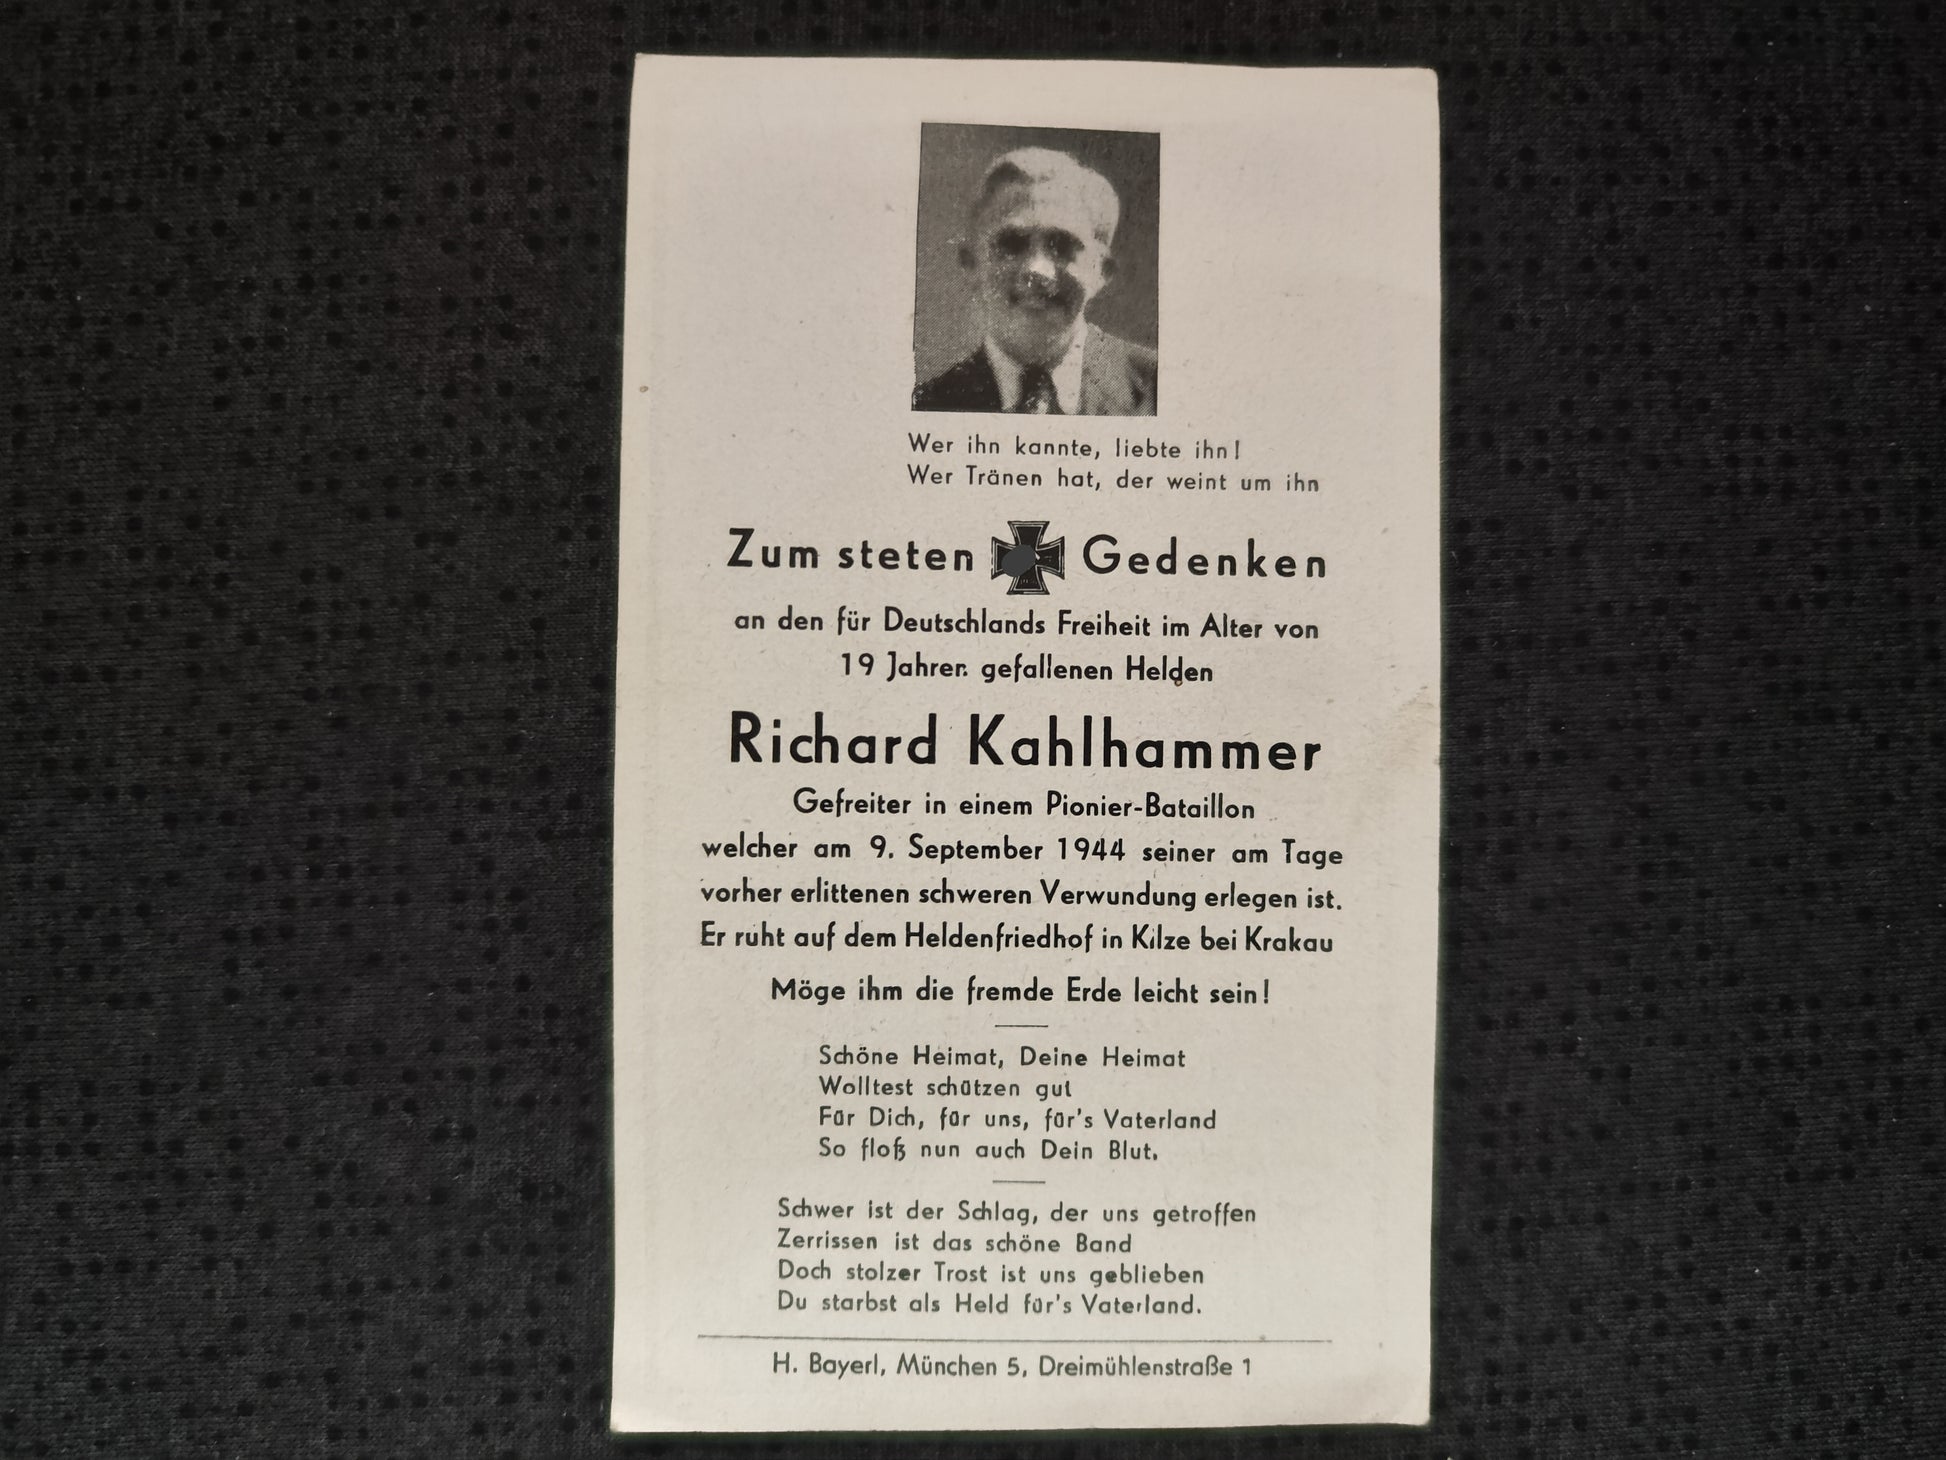 Wer ihn kannte, liebte ihn!
Wer Tränen hat, der weint um ihn
Zum steten Gedenken
an den für Deutschlands Freiheit im Alter von
19 Jahren gefallenen Helden
Richard Kahlhammer
Gefreiter in einem Pionier-Bataillon
welcher am 9. September 1944 seiner am Tage
vorher erlittenen schweren Verwundung erlegen ist.
Er ruht auf dem Heldenfriedhof in Kilze bei Krakau
Möge ihm die fremde Erde leicht sein!
Schöne Heimat, Deine Heimat
Wolltest schützen gut
Für Dich, für uns, für's Vaterland
So floß nun auch Dein Blut.
Schwer ist der Schlag, der uns getroffen
Zerrissen ist das schöne Band
Doch stolzer Trost ist uns geblieben
Du starbst als Held für's Vaterland.
H. Bayerl, München 5, Dreimühlenstraße 1